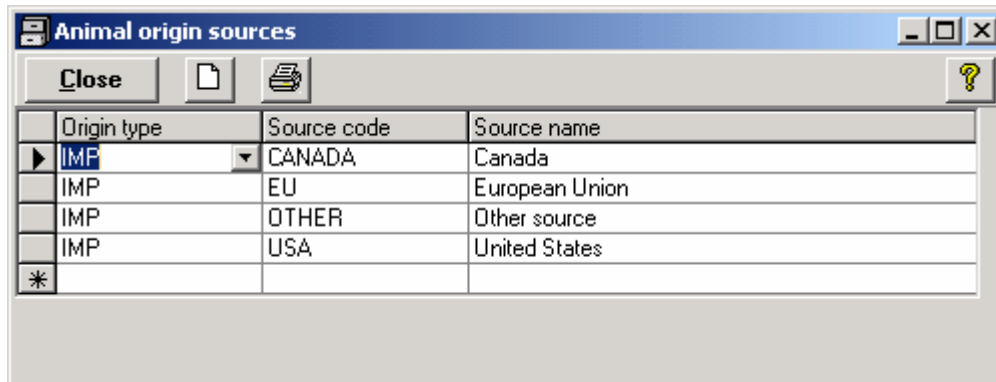 Animal origin sources
Close
Origin type Source code Source name
IMP CANADA Canada
IMP EU European Union
IMP OTHER Other source
IMP USA United States